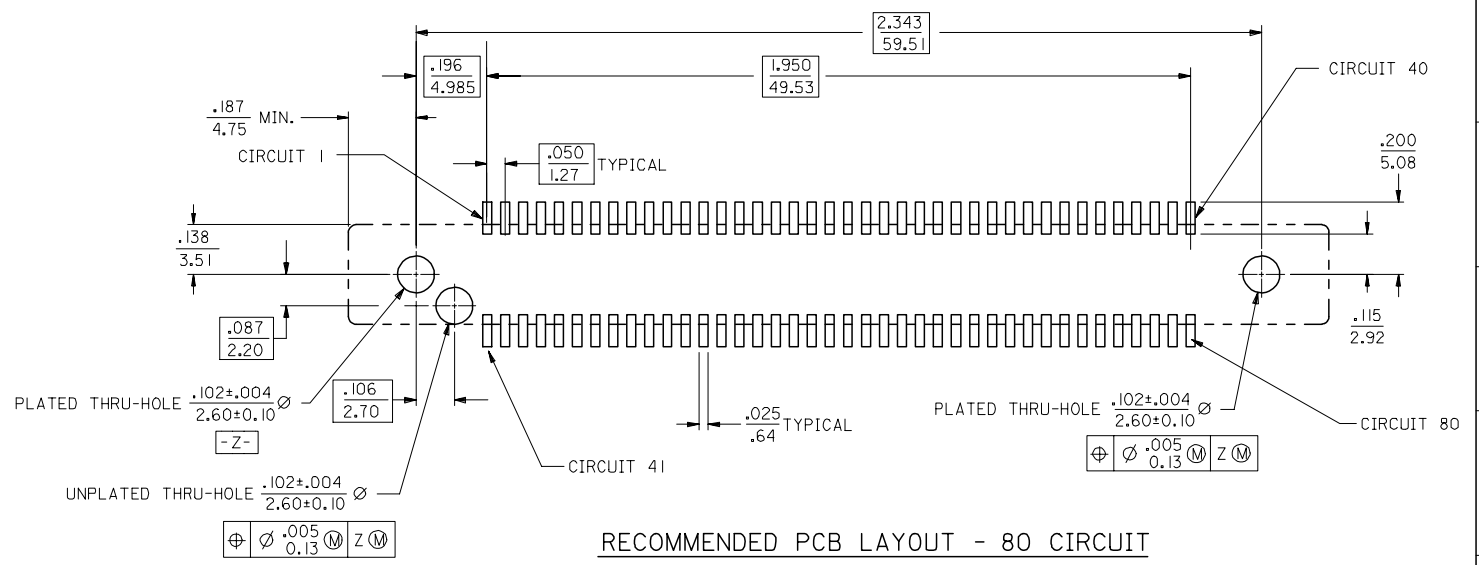 2.343
59.51
.196
4.985
1.950
49.53
CIRCUIT 40
.187
4.75 MIN.
CIRCUIT 1
.050
1.27 TYPICAL
.200
5.08
.138
3.51
.087
2.20
.115
2.92
PLATED THRU-HOLE .102±.004
2.60±0.10 Ø
-Z-
.106
2.70
.025
.64 TYPICAL
PLATED THRU-HOLE .102±.004
2.60±0.10 Ø
CIRCUIT 80
⌖ Ø .005
0.13 Ⓜ Z Ⓜ
CIRCUIT 41
UNPLATED THRU-HOLE .102±.004
2.60±0.10 Ø
⌖ Ø .005
0.13 Ⓜ Z Ⓜ
RECOMMENDED PCB LAYOUT - 80 CIRCUIT